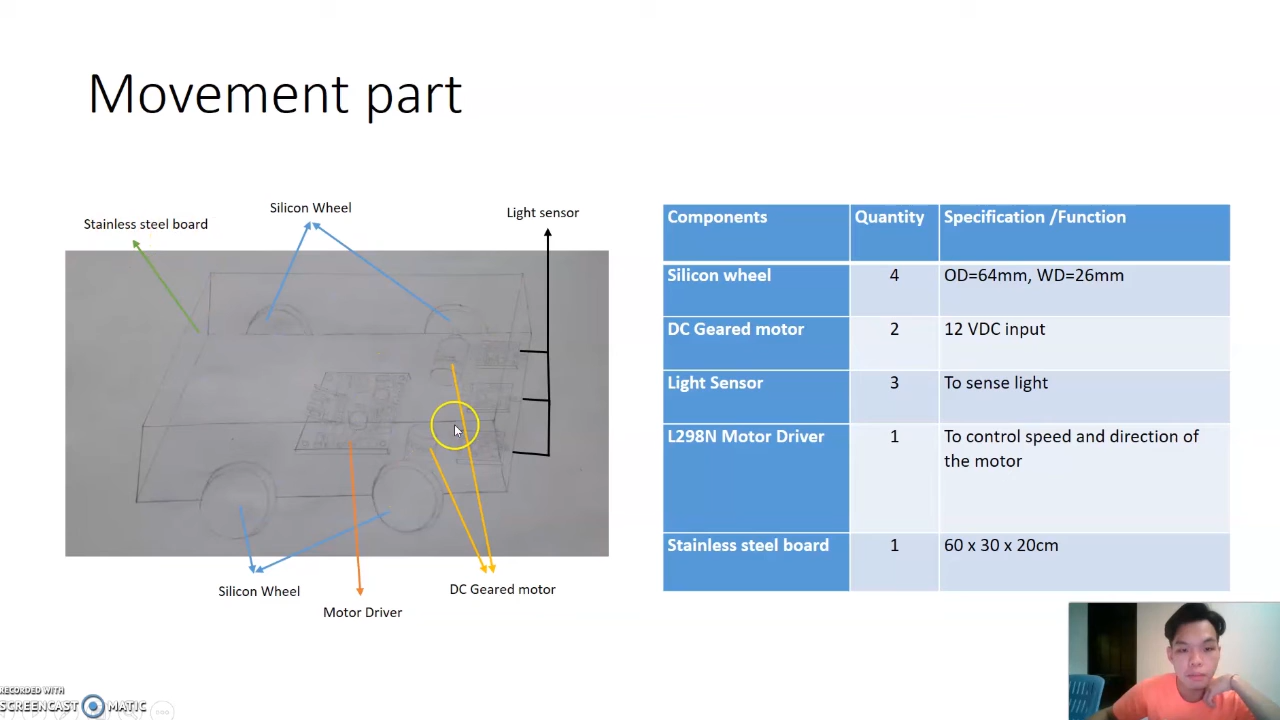 Movement part
Silicon Wheel
Light sensor
Stainless steel board
Silicon Wheel
DC Geared motor
Motor Driver
Components Quantity Specification /Function
Silicon wheel 4 OD=64mm, WD=26mm
DC Geared motor 2 12 VDC input
Light Sensor 3 To sense light
L298N Motor Driver 1 To control speed and direction of
the motor
Stainless steel board 1 60 x 30 x 20cm
RECORDED WITH
SCREENCAST MATIC